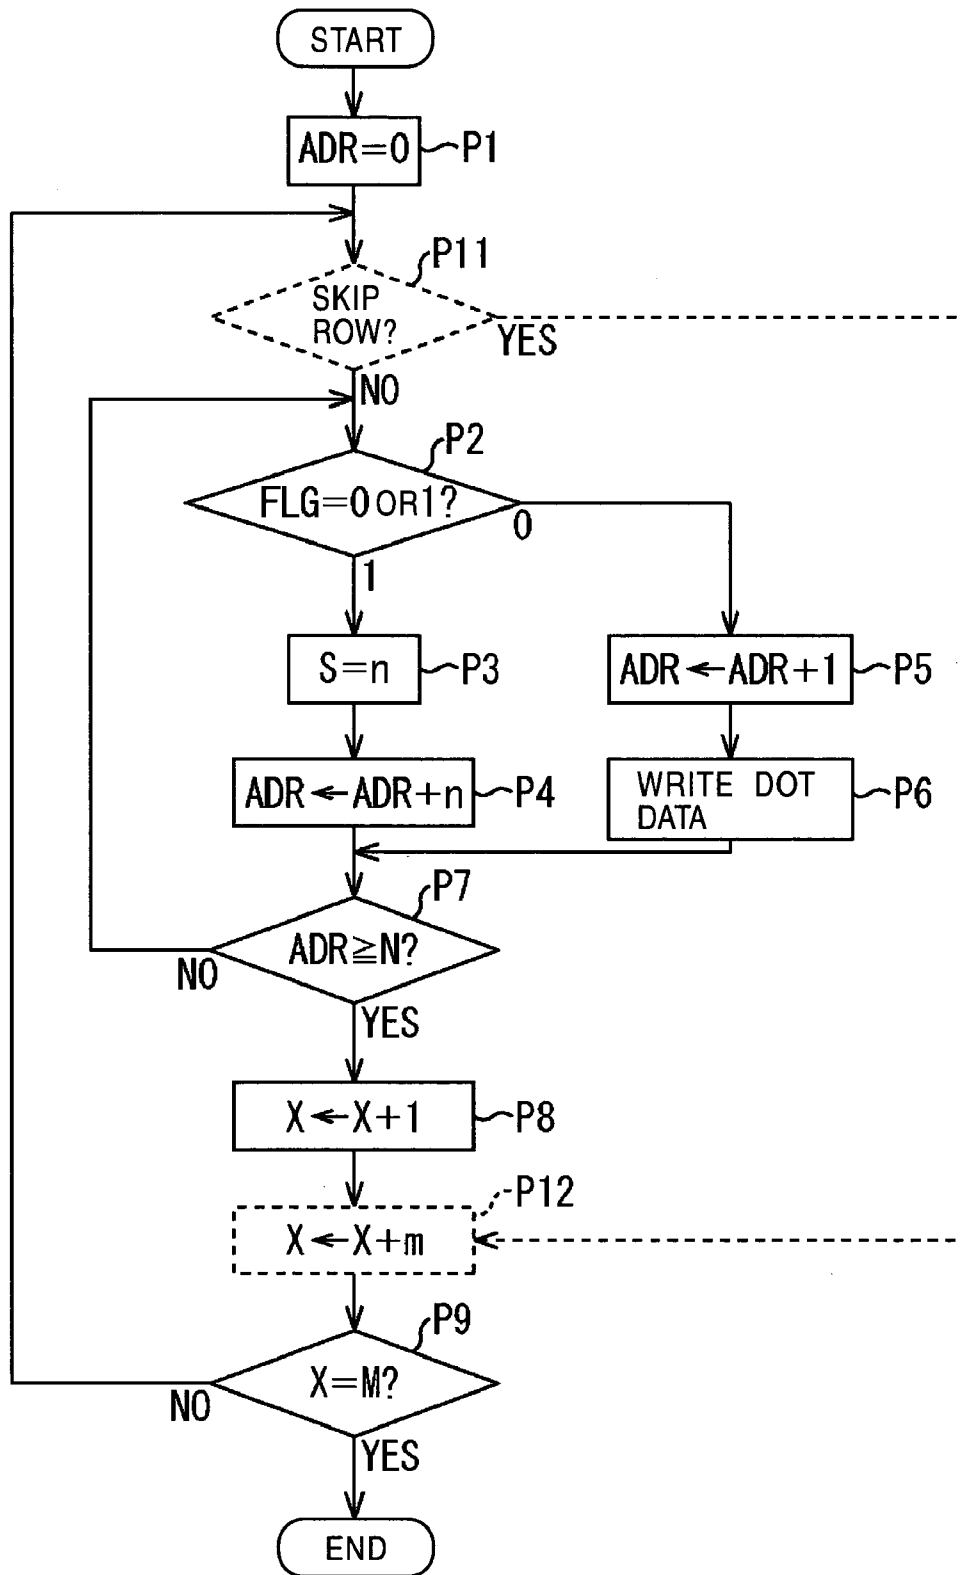 START
ADR=0
P1
P11
SKIP
ROW?
YES
NO
P2
FLG=0 OR 1?
0
1
S=n
P3
ADR←ADR+1
P5
ADR←ADR+n
P4
WRITE DOT
DATA
P6
P7
ADR≧N?
NO
YES
X←X+1
P8
P12
X←X+m
P9
X=M?
NO
YES
END